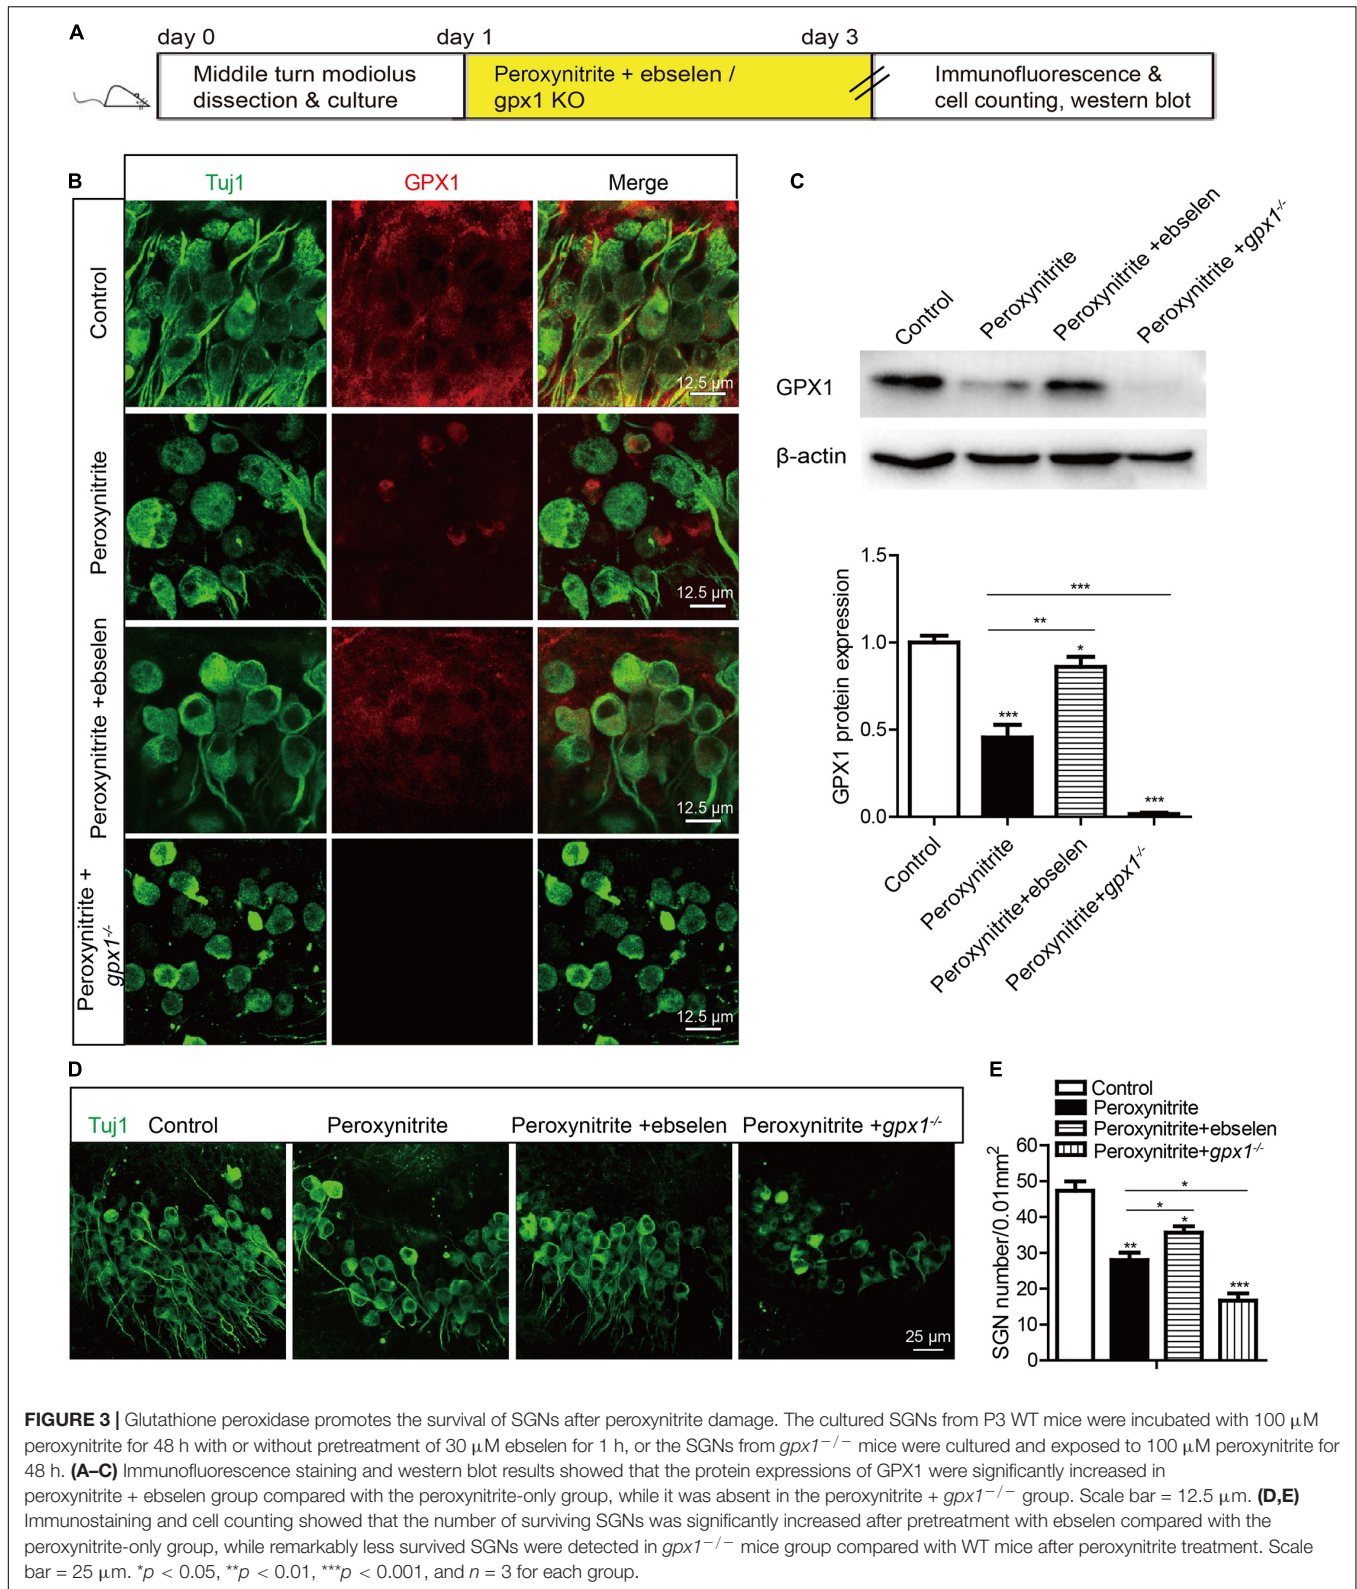 A
day 0
day 1
day 3
Middile turn modiolus
dissection & culture
Peroxynitrite + ebselen /
gpx1 KO
Immunofluorescence &
cell counting, western blot
B
Tuj1
GPX1
Merge
Control
12.5 μm
Peroxynitrite
12.5 μm
Peroxynitrite +ebselen
12.5 μm
Peroxynitrite +
gpx1-/-
12.5 μm
C
Control
Peroxynitrite
Peroxynitrite +ebselen
Peroxynitrite +gpx1-/-
GPX1
β-actin
GPX1 protein expression
1.5
1.0
0.5
0.0
***
**
*
***
***
Control
Peroxynitrite
Peroxynitrite+ebselen
Peroxynitrite+gpx1-/-
D
Tuj1 Control
Peroxynitrite
Peroxynitrite +ebselen
Peroxynitrite +gpx1-/-
25 μm
E
Control
Peroxynitrite
Peroxynitrite+ebselen
Peroxynitrite+gpx1-/-
SGN number/0.01mm2
60
50
40
30
20
10
0
*
*
*
**
***
FIGURE 3 | Glutathione peroxidase promotes the survival of SGNs after peroxynitrite damage. The cultured SGNs from P3 WT mice were incubated with 100 μM
peroxynitrite for 48 h with or without pretreatment of 30 μM ebselen for 1 h, or the SGNs from gpx1−/− mice were cultured and exposed to 100 μM peroxynitrite for
48 h. (A–C) Immunofluorescence staining and western blot results showed that the protein expressions of GPX1 were significantly increased in
peroxynitrite + ebselen group compared with the peroxynitrite-only group, while it was absent in the peroxynitrite + gpx1−/− group. Scale bar = 12.5 μm. (D,E)
Immunostaining and cell counting showed that the number of surviving SGNs was significantly increased after pretreatment with ebselen compared with the
peroxynitrite-only group, while remarkably less survived SGNs were detected in gpx1−/− mice group compared with WT mice after peroxynitrite treatment. Scale
bar = 25 μm. *p < 0.05, **p < 0.01, ***p < 0.001, and n = 3 for each group.